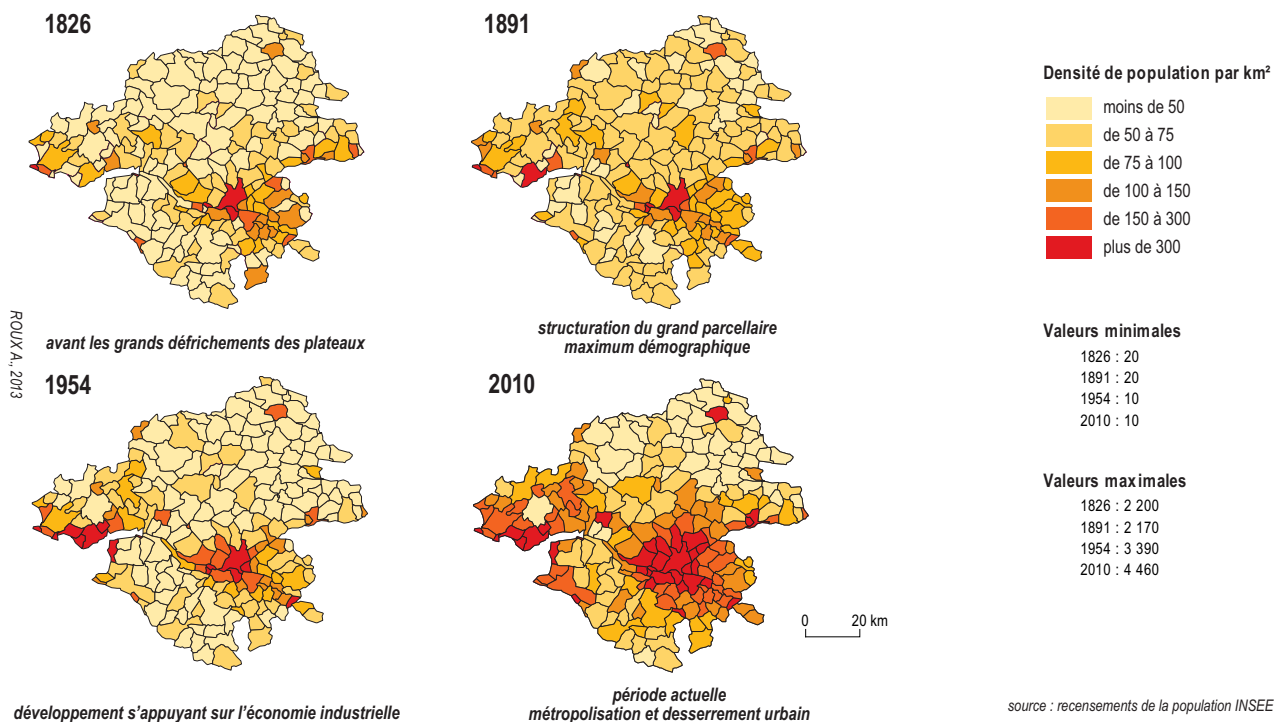 1826
avant les grands défrichements des plateaux
1891
structuration du grand parcellaire
maximum démographique
1954
développement s'appuyant sur l'économie industrielle
2010
0 20 km
période actuelle
métropolisation et desserrement urbain
ROUX A., 2013
Densité de population par km²
moins de 50
de 50 à 75
de 75 à 100
de 100 à 150
de 150 à 300
plus de 300
Valeurs minimales
1826 : 20
1891 : 20
1954 : 10
2010 : 10
Valeurs maximales
1826 : 2 200
1891 : 2 170
1954 : 3 390
2010 : 4 460
source : recensements de la population INSEE